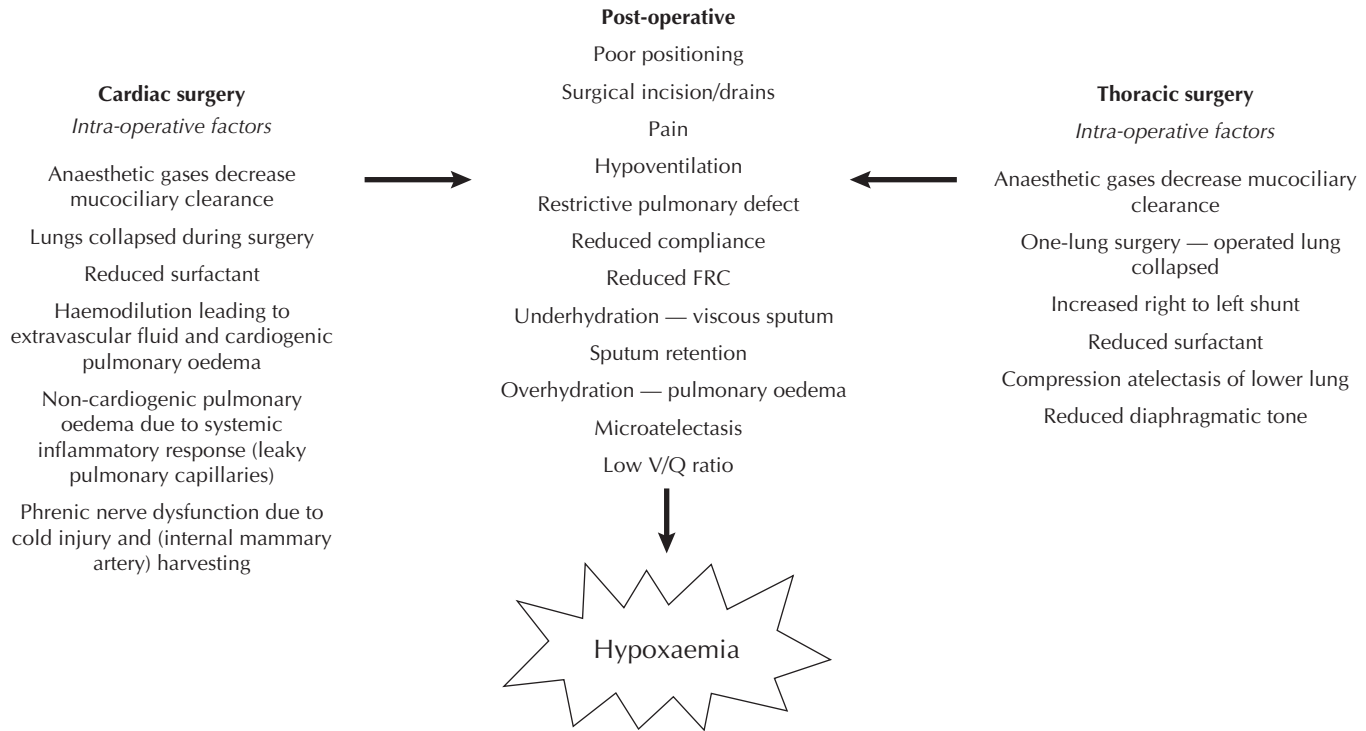 Cardiac surgery
Intra-operative factors
Anaesthetic gases decrease
mucociliary clearance
Lungs collapsed during surgery
Reduced surfactant
Haemodilution leading to
extravascular fluid and cardiogenic
pulmonary oedema
Non-cardiogenic pulmonary
oedema due to systemic
inflammatory response (leaky
pulmonary capillaries)
Phrenic nerve dysfunction due to
cold injury and (internal mammary
artery) harvesting
Post-operative
Poor positioning
Surgical incision/drains
Pain
Hypoventilation
Restrictive pulmonary defect
Reduced compliance
Reduced FRC
Underhydration — viscous sputum
Sputum retention
Overhydration — pulmonary oedema
Microatelectasis
Low V/Q ratio
Thoracic surgery
Intra-operative factors
Anaesthetic gases decrease mucociliary
clearance
One-lung surgery — operated lung
collapsed
Increased right to left shunt
Reduced surfactant
Compression atelectasis of lower lung
Reduced diaphragmatic tone
Hypoxaemia